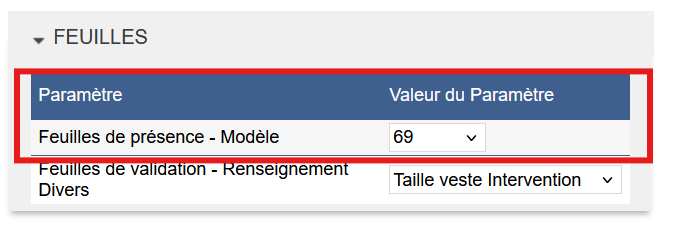 FEUILLES
Paramètre Valeur du Paramètre
Feuilles de présence - Modèle 69
Feuilles de validation - Renseignement
Divers Taille veste Intervention